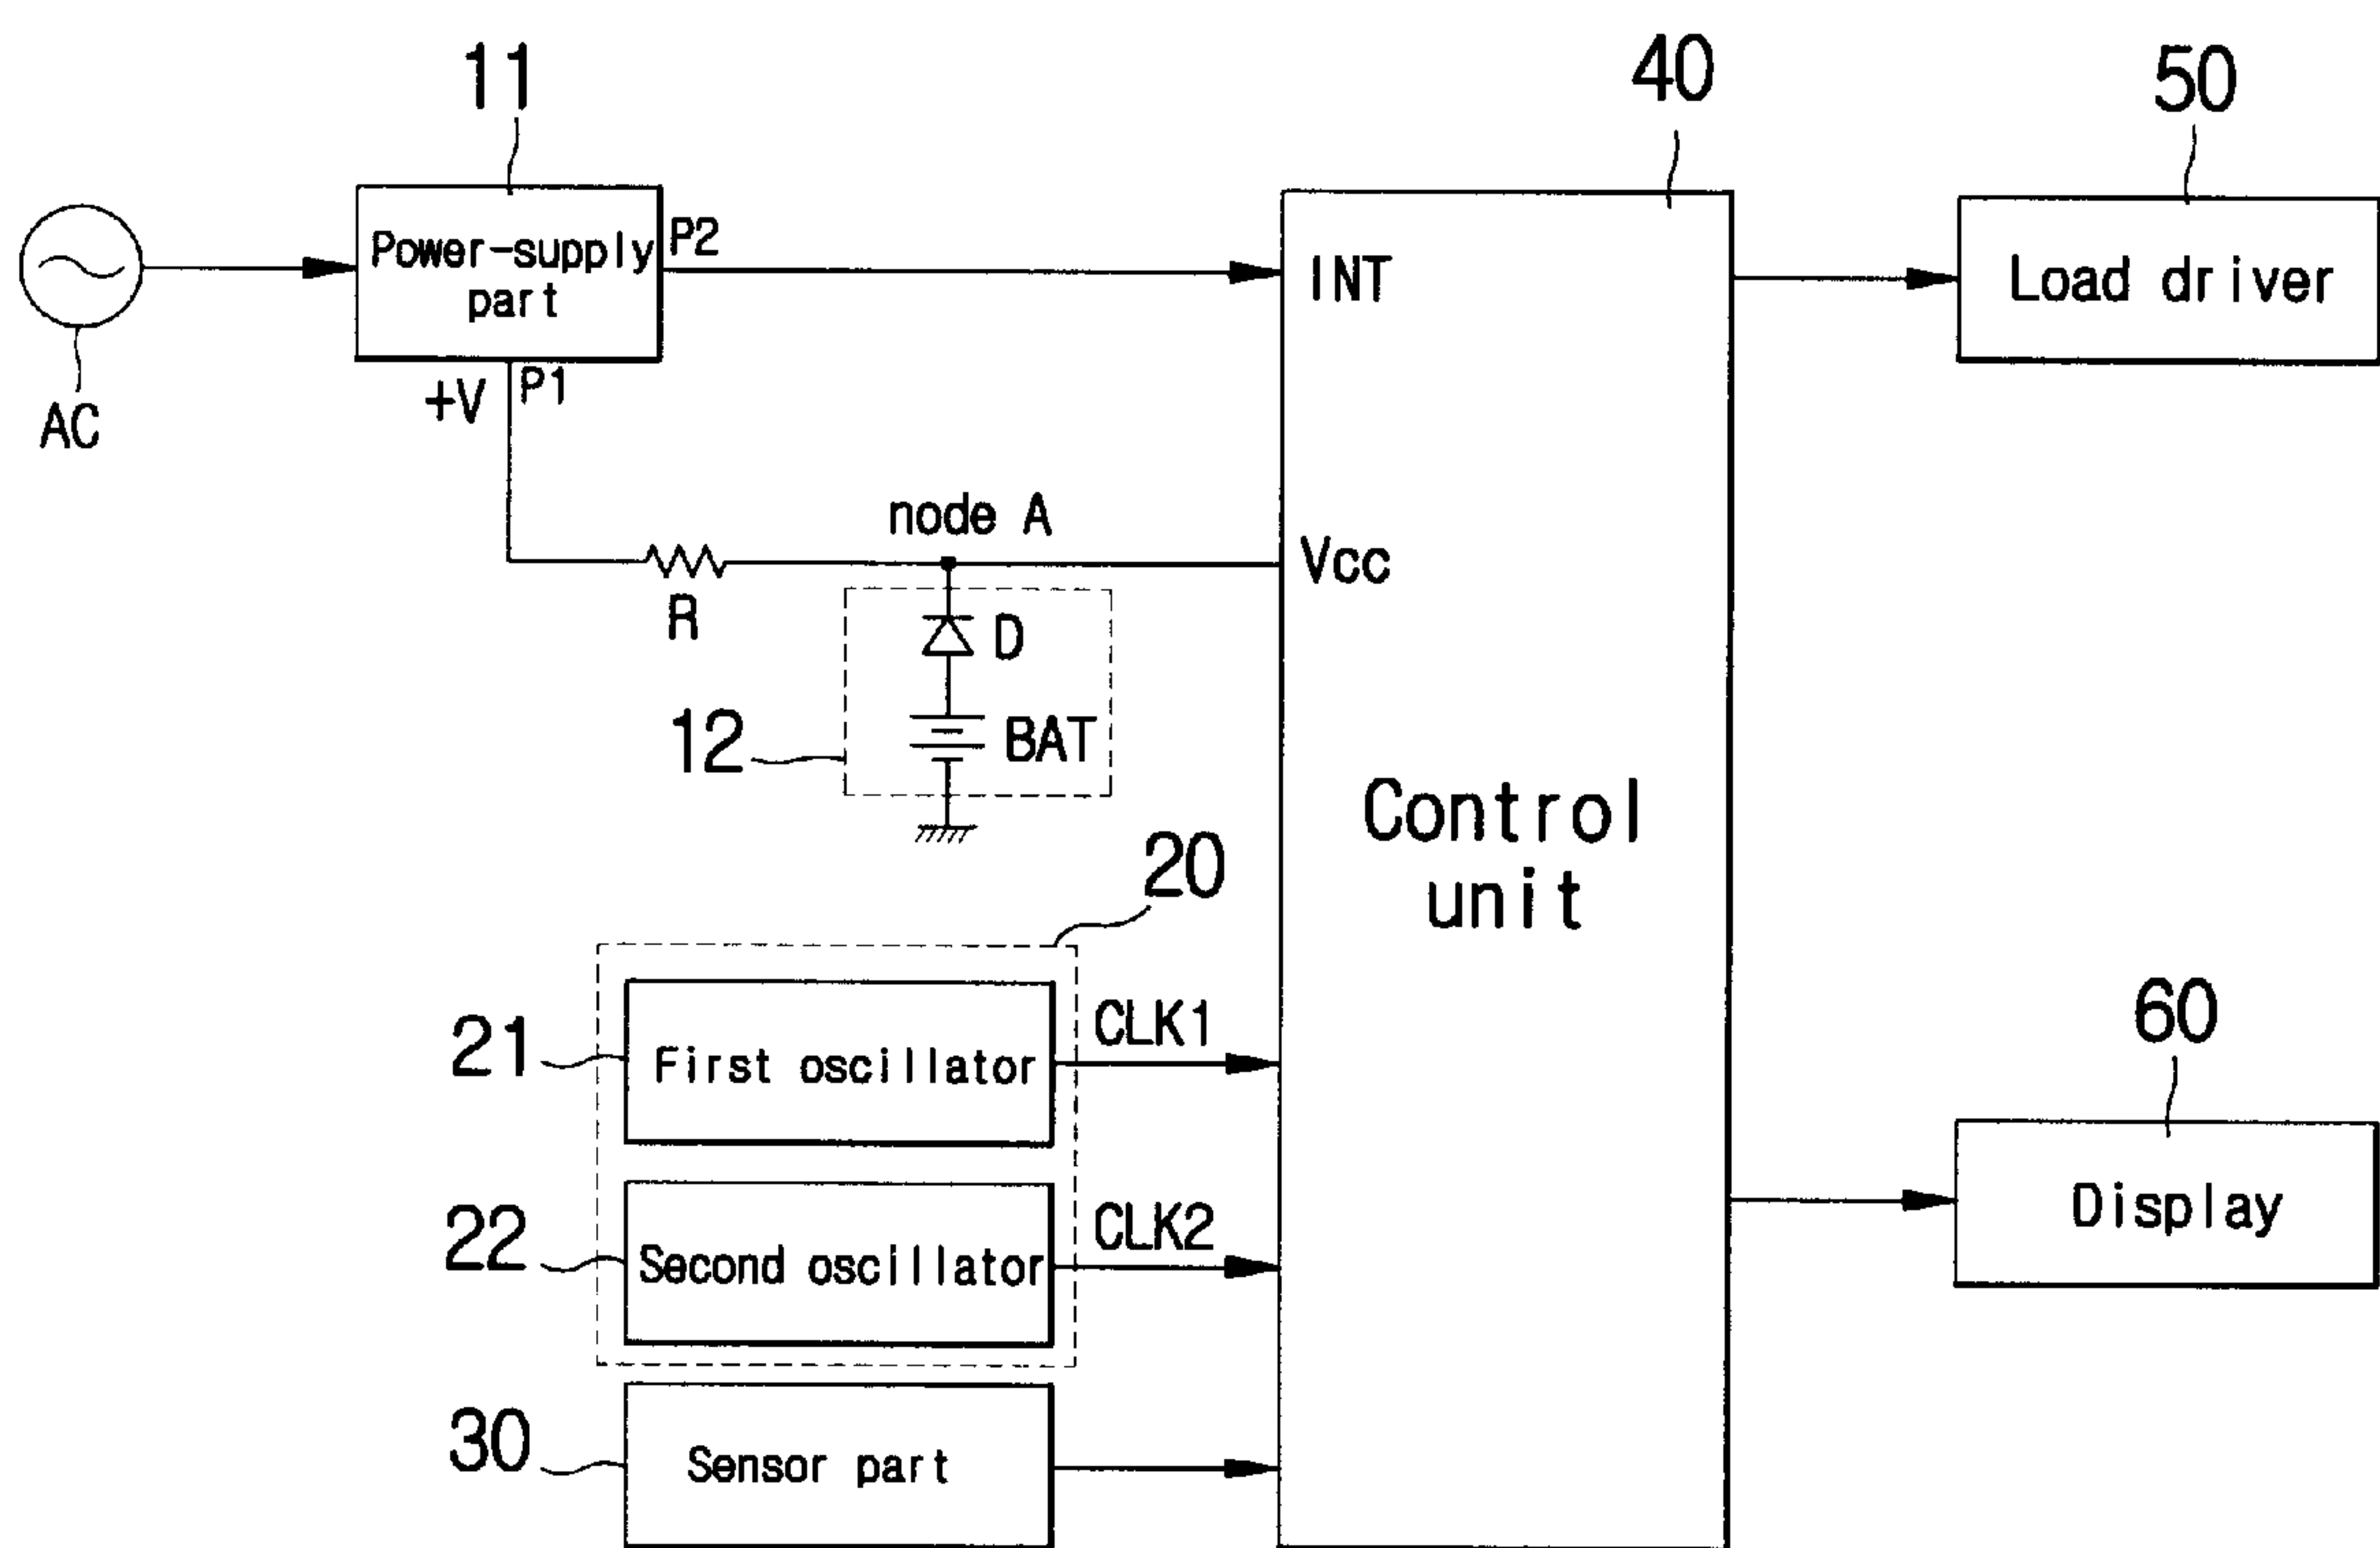 11
40
50
Power-supply
part
P2
INT
Load driver
AC
+V
P1
node A
Vcc
R
D
12
BAT
Control
unit
20
21
First oscillator
CLK1
60
22
Second oscillator
CLK2
Display
30
Sensor part